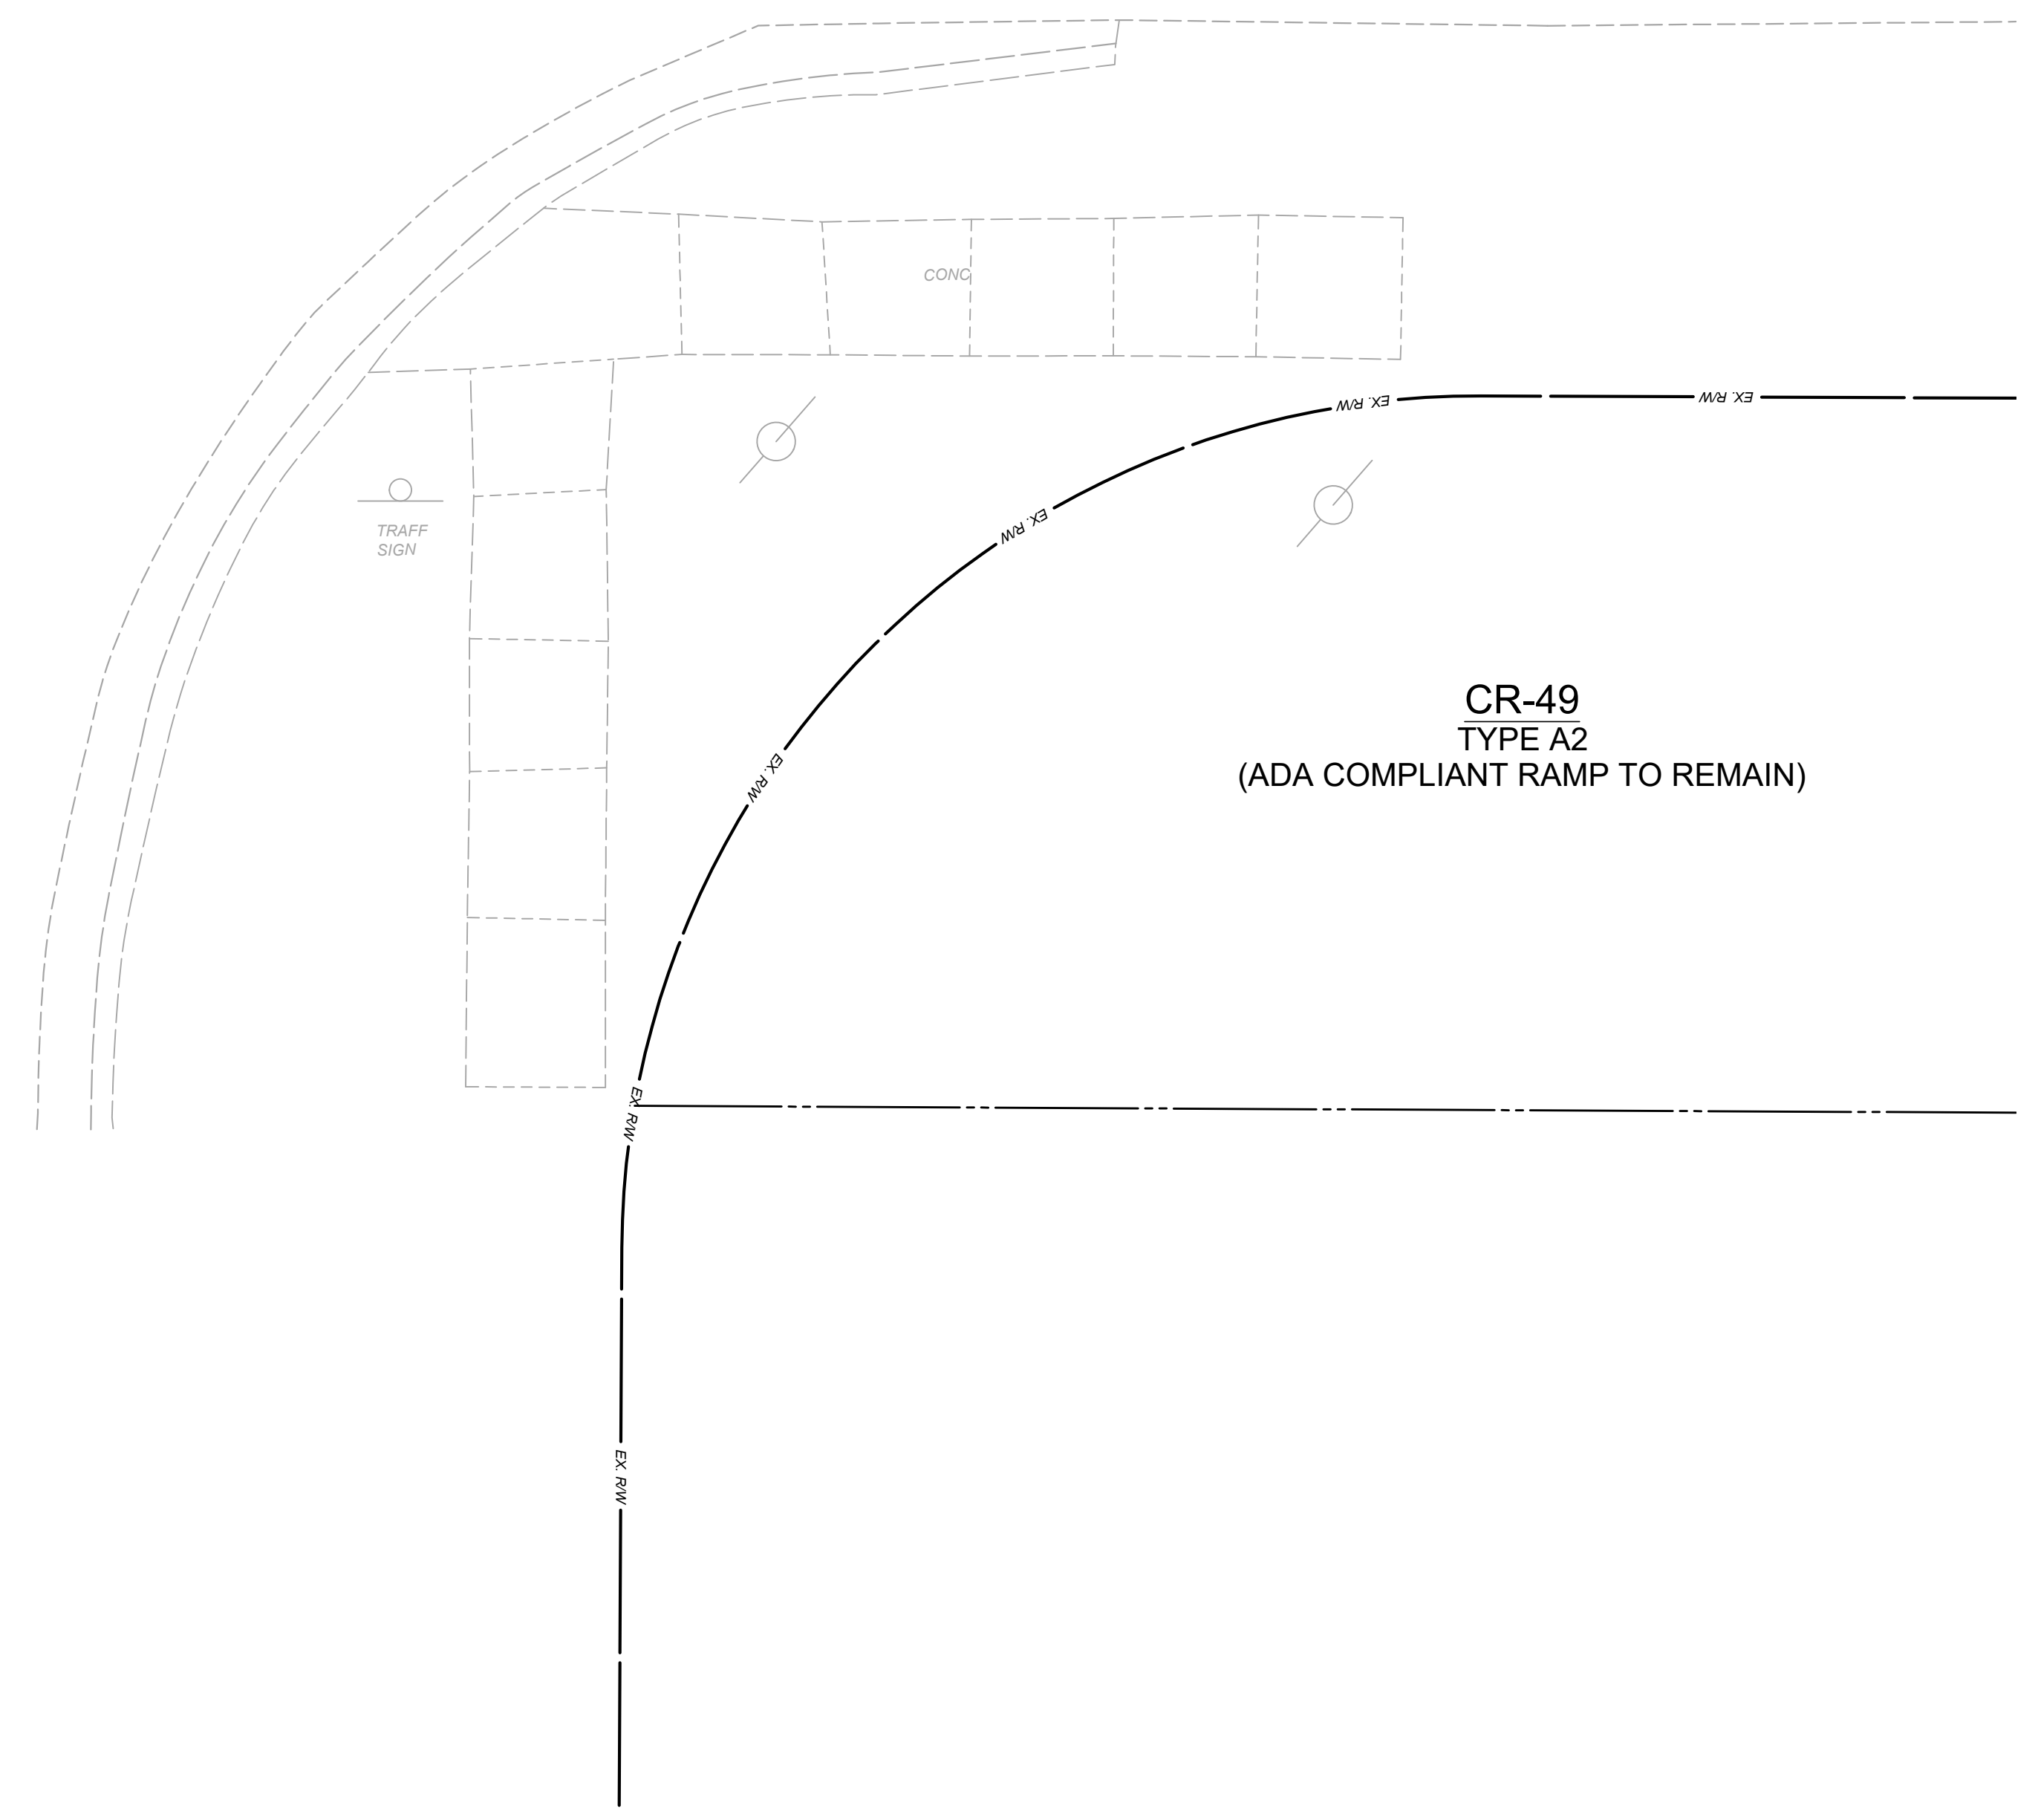 CONC
EX. R/W
EX. R/W
EX. R/W
TRAFF
SIGN
CR-49
TYPE A2
(ADA COMPLIANT RAMP TO REMAIN)
EX. R/W
EX. R/W
EX. R/W